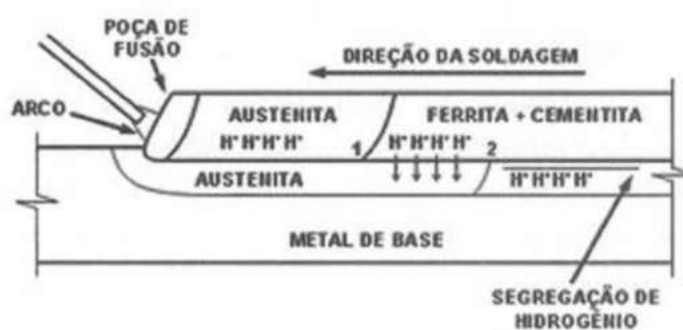 POÇA DE
FUSÃO
DIREÇÃO DA SOLDAGEM
ARCO
AUSTENITA
FERRITA + CEMENTITA
H⁺H⁺H⁺H⁺
1
H⁺H⁺H⁺H⁺
2
AUSTENITA
H⁺H⁺H⁺H⁺
METAL DE BASE
SEGREGAÇÃO DE
HIDROGÊNIO